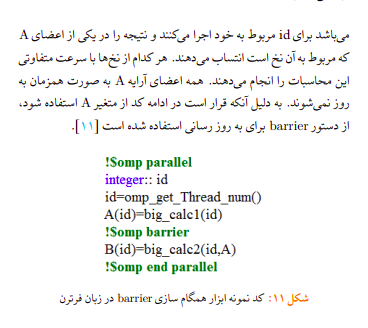 می‌باشد برای id مربوط به خود اجرا می‌کنند و نتیجه را در یکی از اعضای A
که مربوط به آن نخ است انتساب می‌دهند. هر کدام از نخ‌ها با سرعت متفاوتی
این محاسبات را انجام می‌دهند. همه اعضای آرایه A به صورت همزمان به
روز نمی‌شوند. به دلیل آنکه قرار است در ادامه کد از متغیر A استفاده شود،
از دستور barrier برای به روز رسانی استفاده شده است [۱۱].
!$omp parallel
integer:: id
id=omp_get_Thread_num()
A(id)=big_calc1(id)
!$omp barrier
B(id)=big_calc2(id,A)
!$omp end parallel
شکل ۱۱: کد نمونه ابزار همگام سازی barrier در زبان فرترن